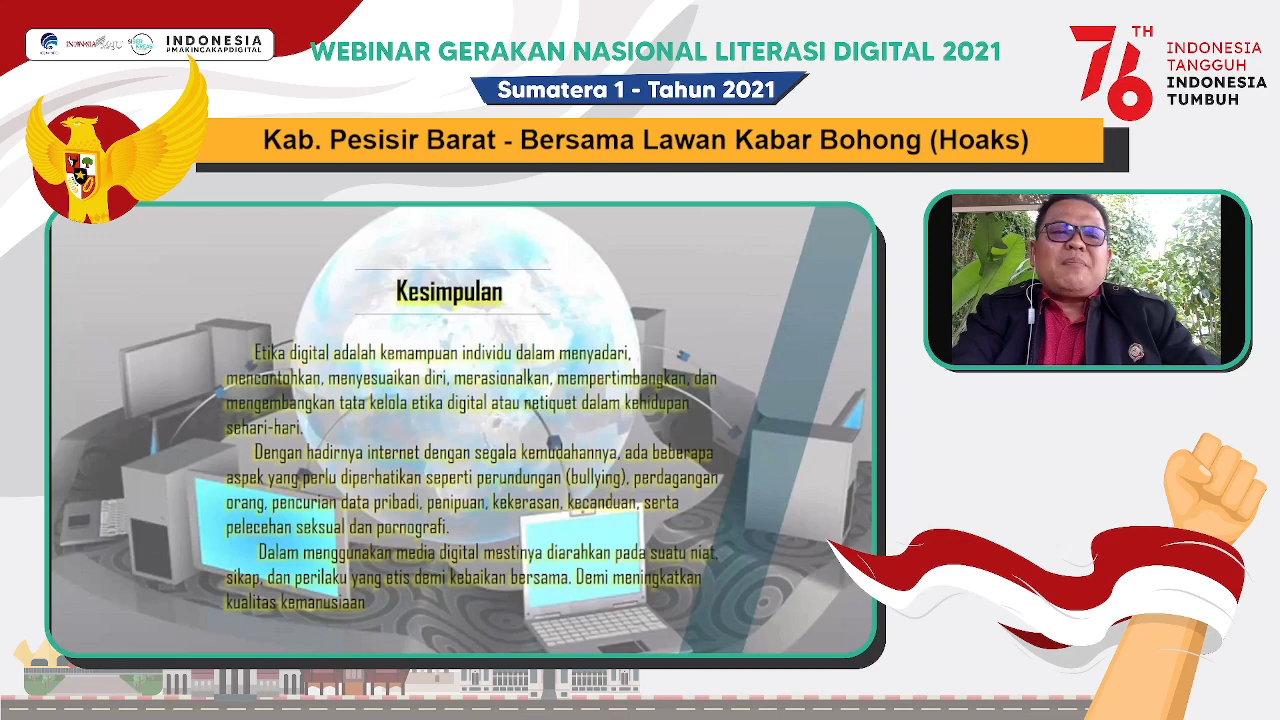 INDONESIA
#MAKINCAKAPDIGITAL
WEBINAR GERAKAN NASIONAL LITERASI DIGITAL 2021
Sumatera 1 - Tahun 2021
76 TH
INDONESIA
TANGGUH
INDONESIA
TUMBUH
Kab. Pesisir Barat - Bersama Lawan Kabar Bohong (Hoaks)
Kesimpulan
Etika digital adalah kemampuan individu dalam menyadari,
mencontohkan, menyesuaikan diri, merasionalkan, mempertimbangkan, dan
mengembangkan tata kelola etika digital atau netiquet dalam kehidupan
sehari-hari.
Dengan hadirnya internet dengan segala kemudahannya, ada beberapa
aspek yang perlu diperhatikan seperti perundungan (bullying), perdagangan
orang, pencurian data pribadi, penipuan, kekerasan, kecanduan, serta
pelecehan seksual dan pornografi.
Dalam menggunakan media digital mestinya diarahkan pada suatu niat,
sikap, dan perilaku yang etis demi kebaikan bersama. Demi meningkatkan
kualitas kemanusiaan